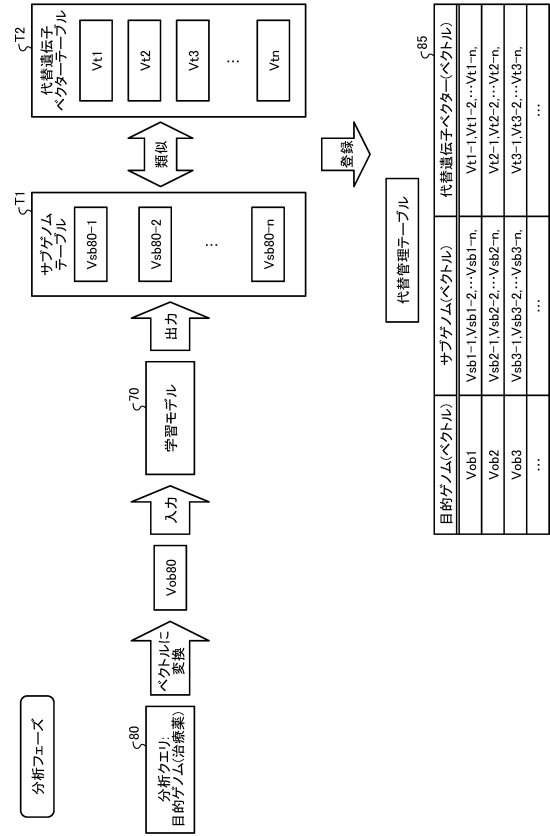 分析フェーズ
80
分析クエリ:
目的ゲノム(治療薬)
ベクトルに
変換
Vob80
入力
70
学習モデル
出力
T1
サブゲノム
テーブル
Vsb80-1
Vsb80-2
…
Vsb80-n
類似
T2
代替遺伝子
ベクターテーブル
Vt1
Vt2
Vt3
…
Vtn
登録
代替管理テーブル
85
目的ゲノム(ベクトル) サブゲノム(ベクトル) 代替遺伝子ベクター(ベクトル)
Vob1 Vsb1-1,Vsb1-2,…Vsb1-n, Vt1-1,Vt1-2,…Vt1-n,
Vob2 Vsb2-1,Vsb2-2,…Vsb2-n, Vt2-1,Vt2-2,…Vt2-n,
Vob3 Vsb3-1,Vsb3-2,…Vsb3-n, Vt3-1,Vt3-2,…Vt3-n,
… … …